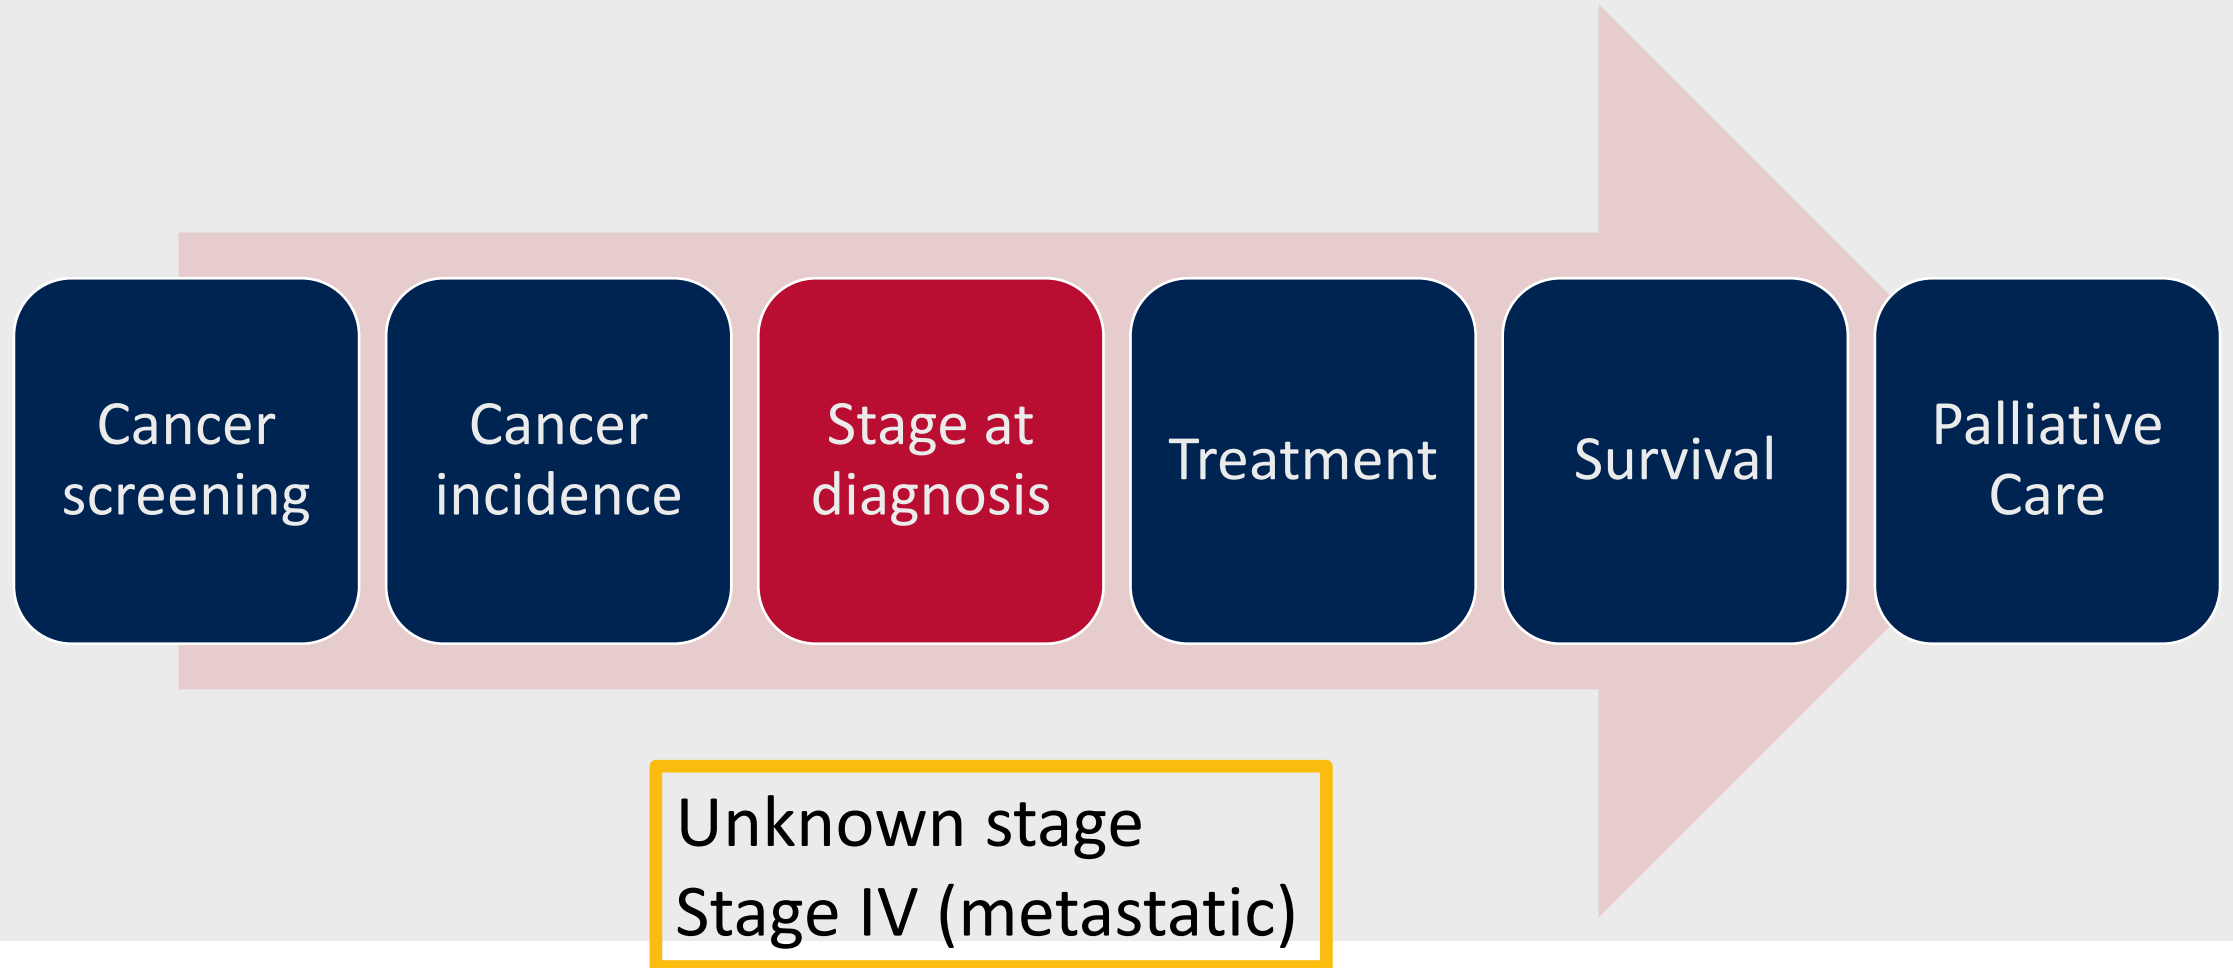 Cancer
screening
Cancer
incidence
Stage at
diagnosis
Treatment
Survival
Palliative
Care
Unknown stage
Stage IV (metastatic)